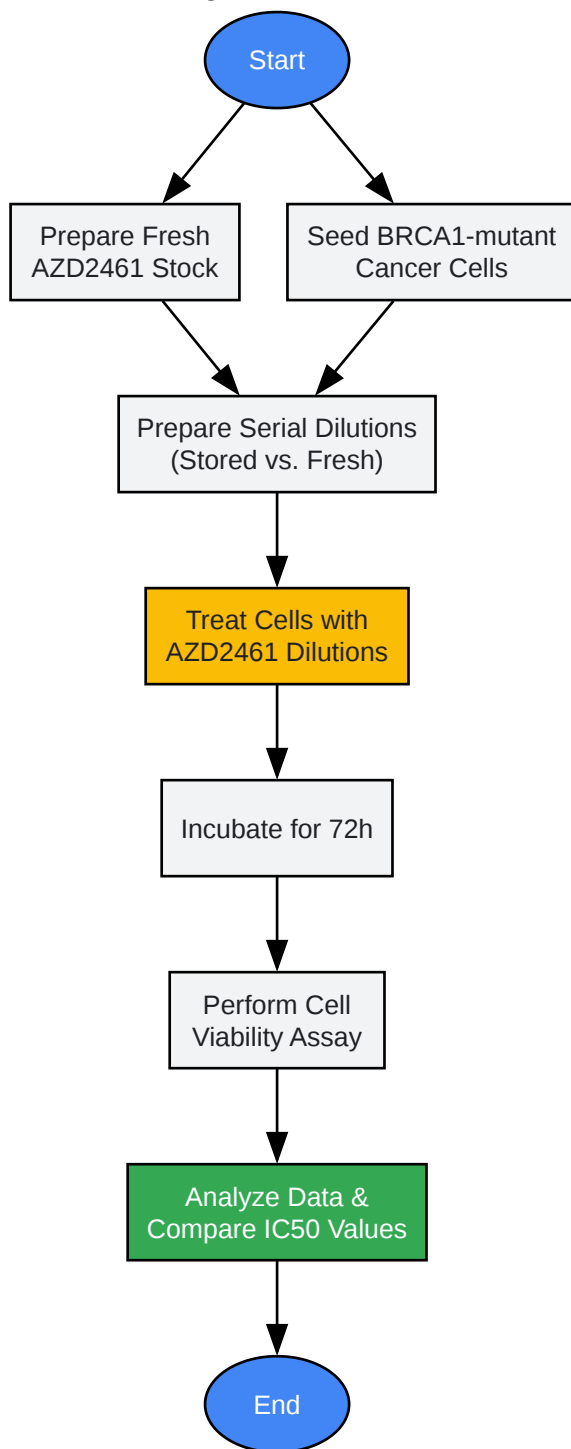 Start
Prepare Fresh
AZD2461 Stock
Seed BRCA1-mutant
Cancer Cells
Prepare Serial Dilutions
(Stored vs. Fresh)
Treat Cells with
AZD2461 Dilutions
Incubate for 72h
Perform Cell
Viability Assay
Analyze Data &
Compare IC50 Values
End